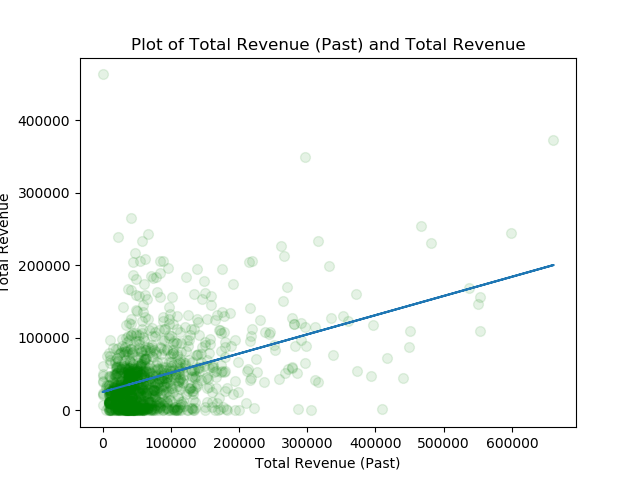 Plot of Total Revenue (Past) and Total Revenue
400000
300000
200000
100000
0
Total Revenue
0 100000 200000 300000 400000 500000 600000
Total Revenue (Past)